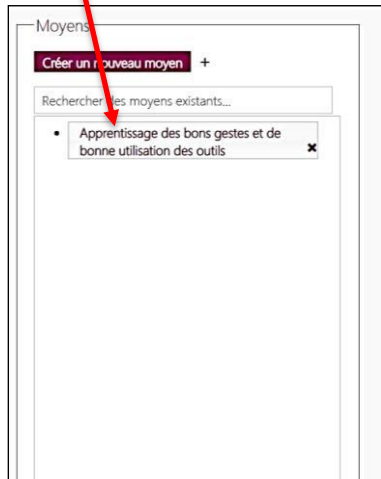 Moyens
Créer un nouveau moyen +
Rechercher des moyens existants...
• Apprentissage des bons gestes et de
bonne utilisation des outils ×